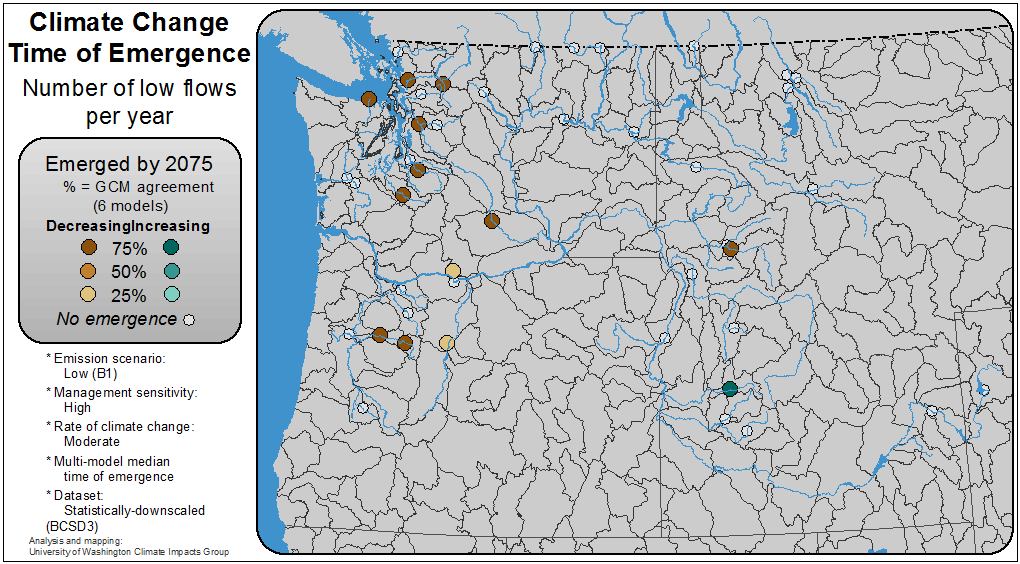 Climate Change
Time of Emergence
Number of low flows
per year
Emerged by 2075
% = GCM agreement
(6 models)
DecreasingIncreasing
75%
50%
25%
No emergence
* Emission scenario:
Low (B1)
* Management sensitivity:
High
* Rate of climate change:
Moderate
* Multi-model median
time of emergence
* Dataset:
Statistically-downscaled
(BCSD3)
Analysis and mapping:
University of Washington Climate Impacts Group